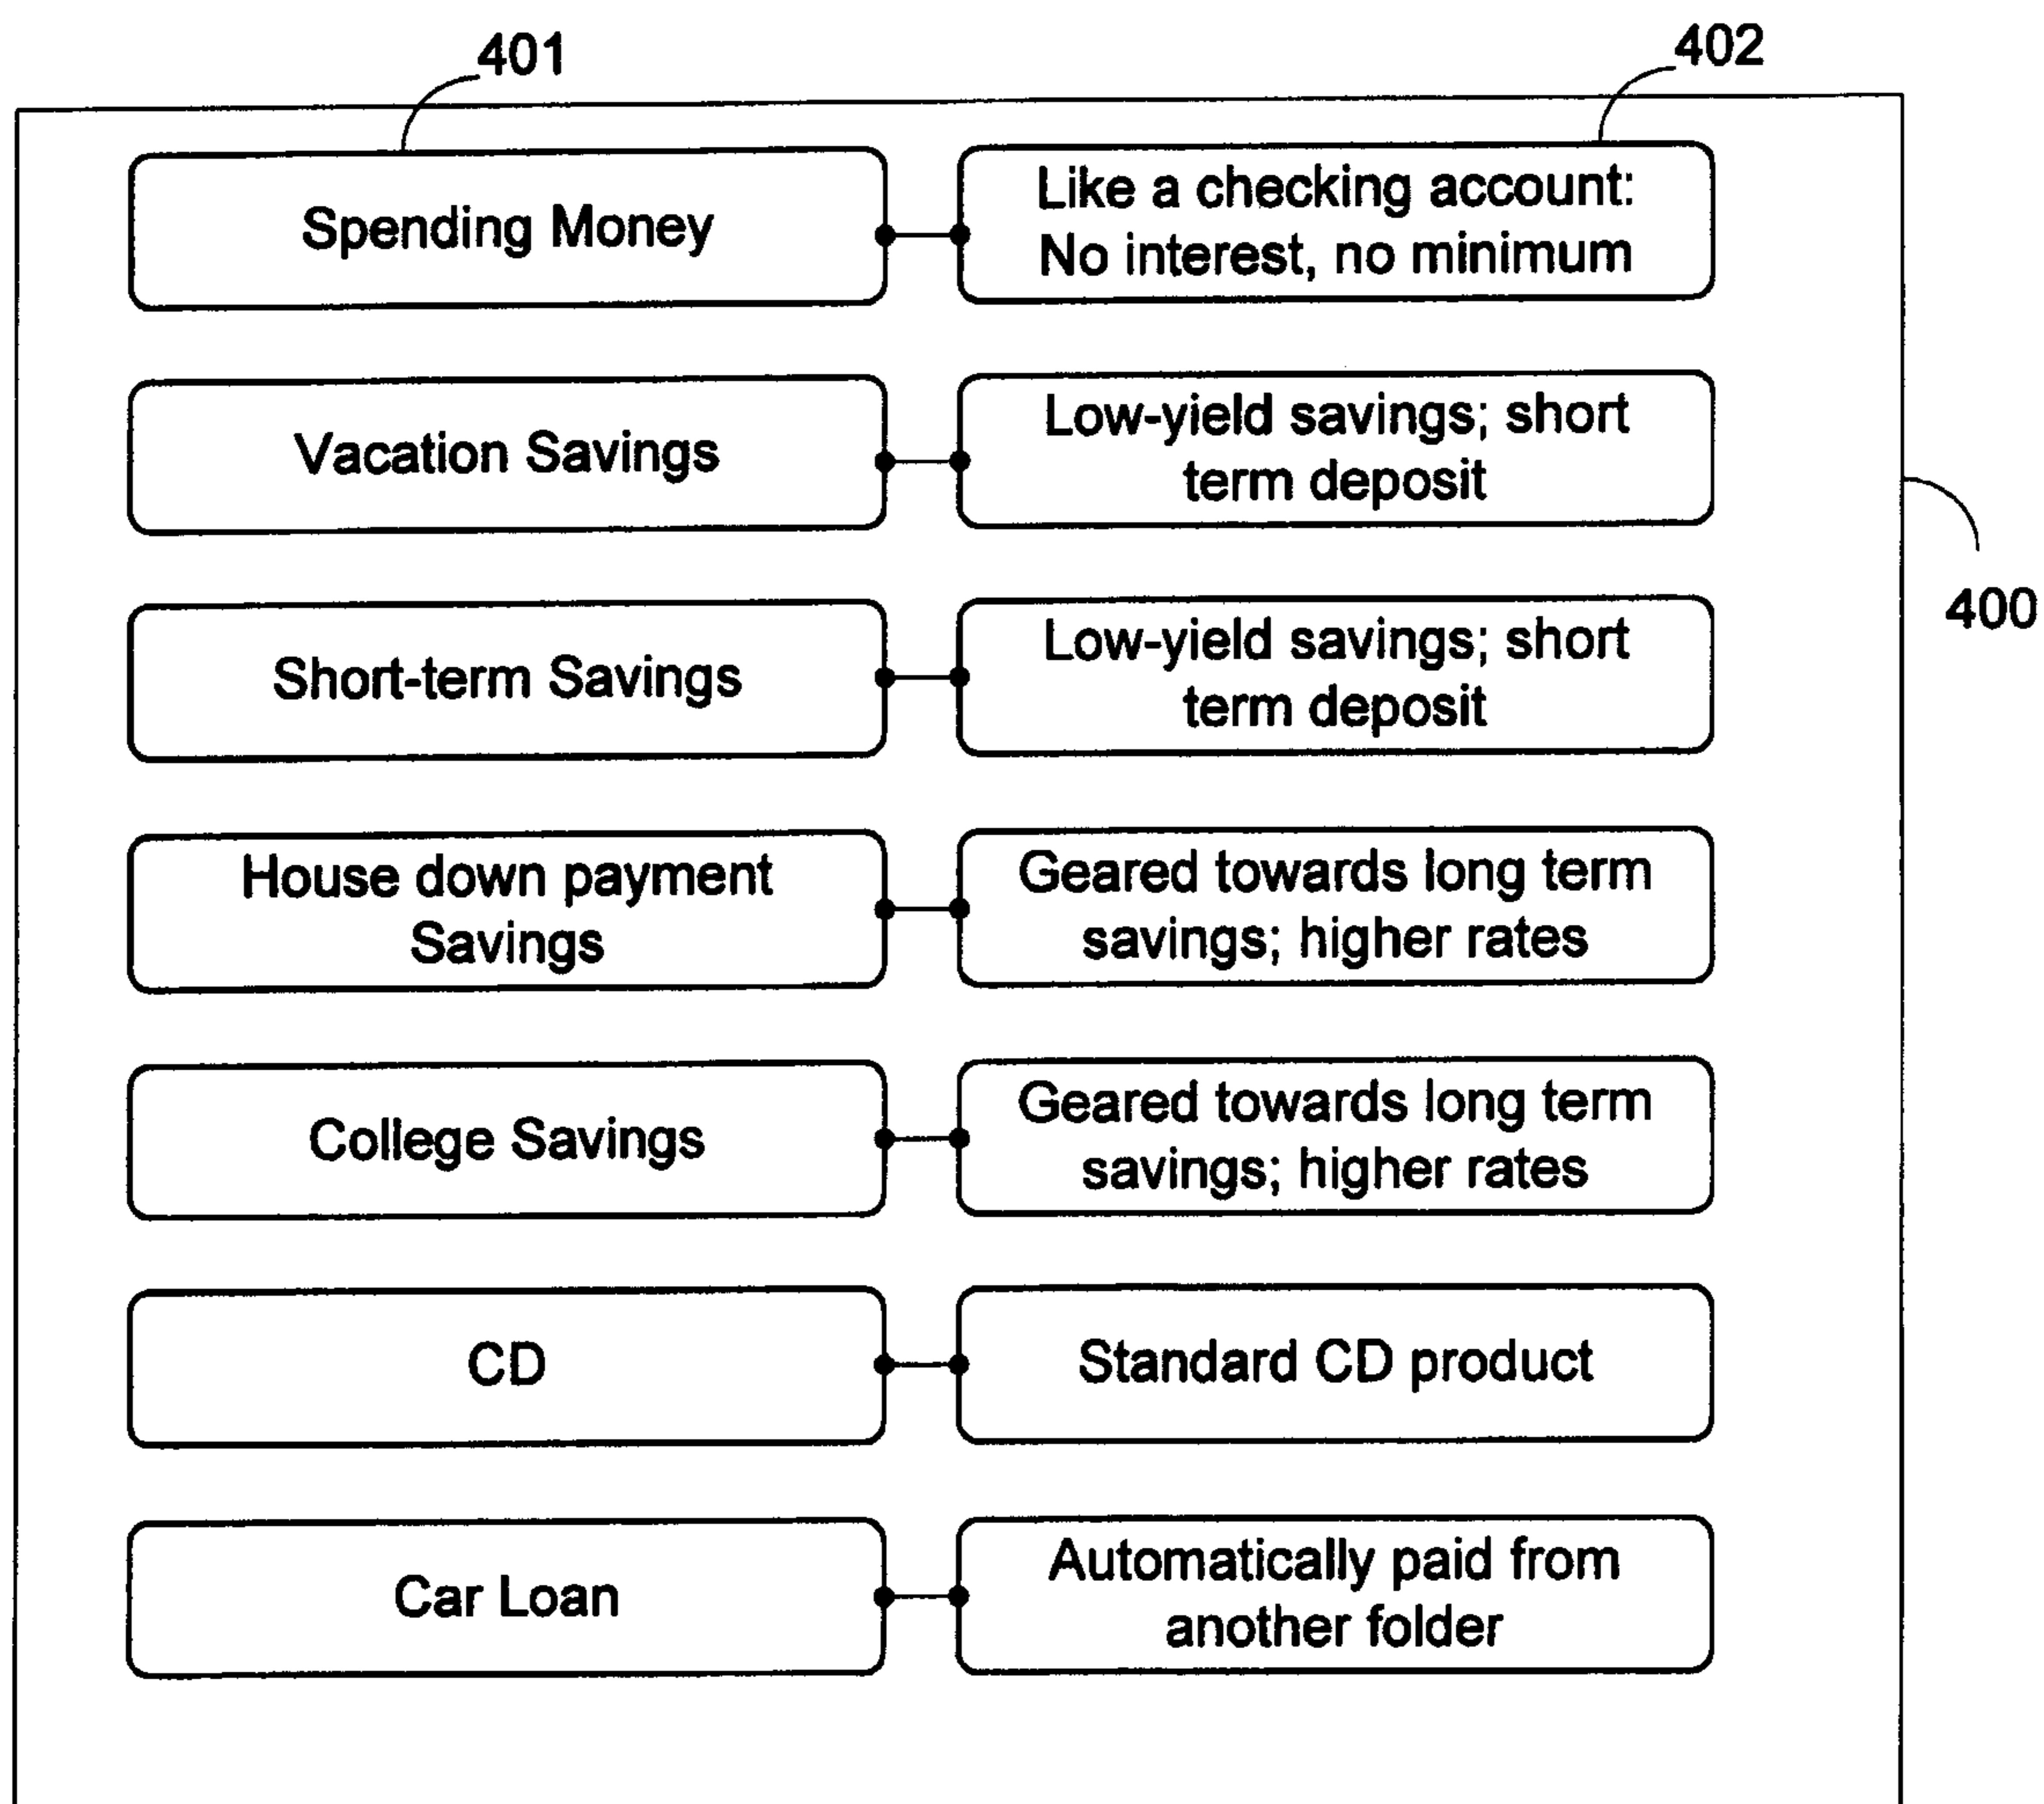 401
402
Spending Money
Like a checking account:
No interest, no minimum
Vacation Savings
Low-yield savings; short
term deposit
400
Short-term Savings
Low-yield savings; short
term deposit
House down payment
Savings
Geared towards long term
savings; higher rates
College Savings
Geared towards long term
savings; higher rates
CD
Standard CD product
Car Loan
Automatically paid from
another folder